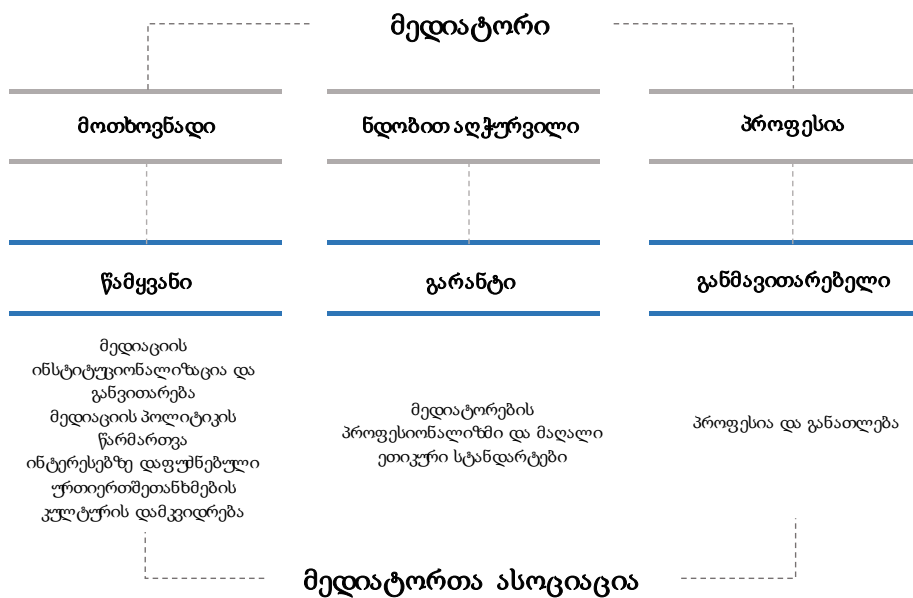 მედიატორი
მოთხოვნადი
ნდობით აღჭურვილი
პროფესია
წამყვანი
გარანტი
განმავითარებელი
მედიაციის
ინსტიტუციონალიზაცია და
განვითარება
მედიაციის პოლიტიკის
წარმართვა
ინტერესებზე დაფუძნებული
ურთიერთშეთანხმების
კულტურის დამკვიდრება
მედიატორების
პროფესიონალიზმი და მაღალი
ეთიკური სტანდარტები
პროფესია და განათლება
მედიატორთა ასოციაცია